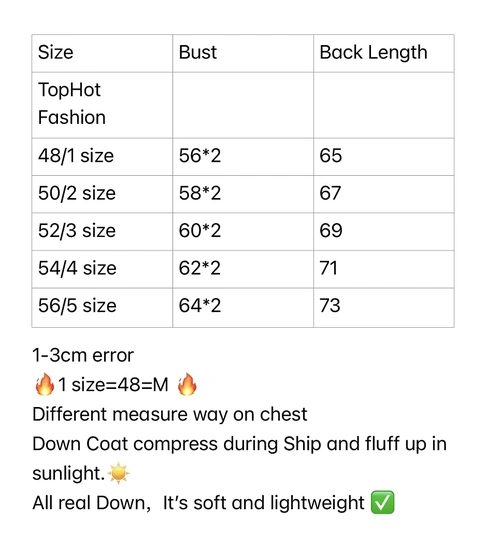 Size Bust Back Length
TopHot
Fashion
48/1 size 56*2 65
50/2 size 58*2 67
52/3 size 60*2 69
54/4 size 62*2 71
56/5 size 64*2 73
1-3cm error
🔥1 size=48=M 🔥
Different measure way on chest
Down Coat compress during Ship and fluff up in
sunlight.☀️
All real Down，It's soft and lightweight ✅